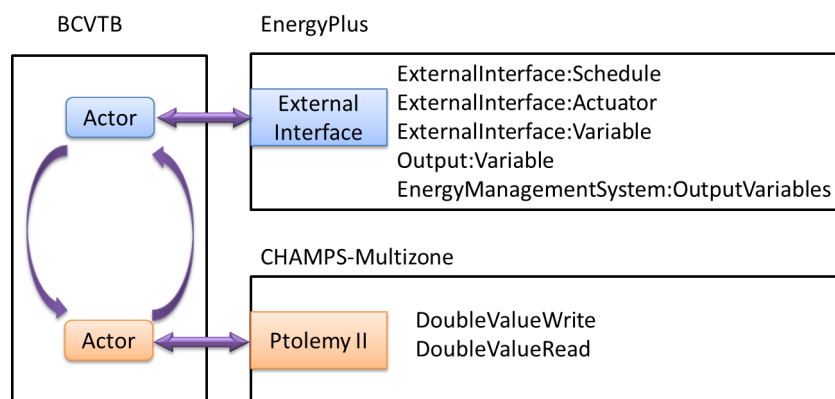 BCVTB
EnergyPlus
Actor
External
Interface
ExternalInterface:Schedule
ExternalInterface:Actuator
ExternalInterface:Variable
Output:Variable
EnergyManagementSystem:OutputVariables
CHAMPS-Multizone
Actor
Ptolemy II
DoubleValueWrite
DoubleValueRead